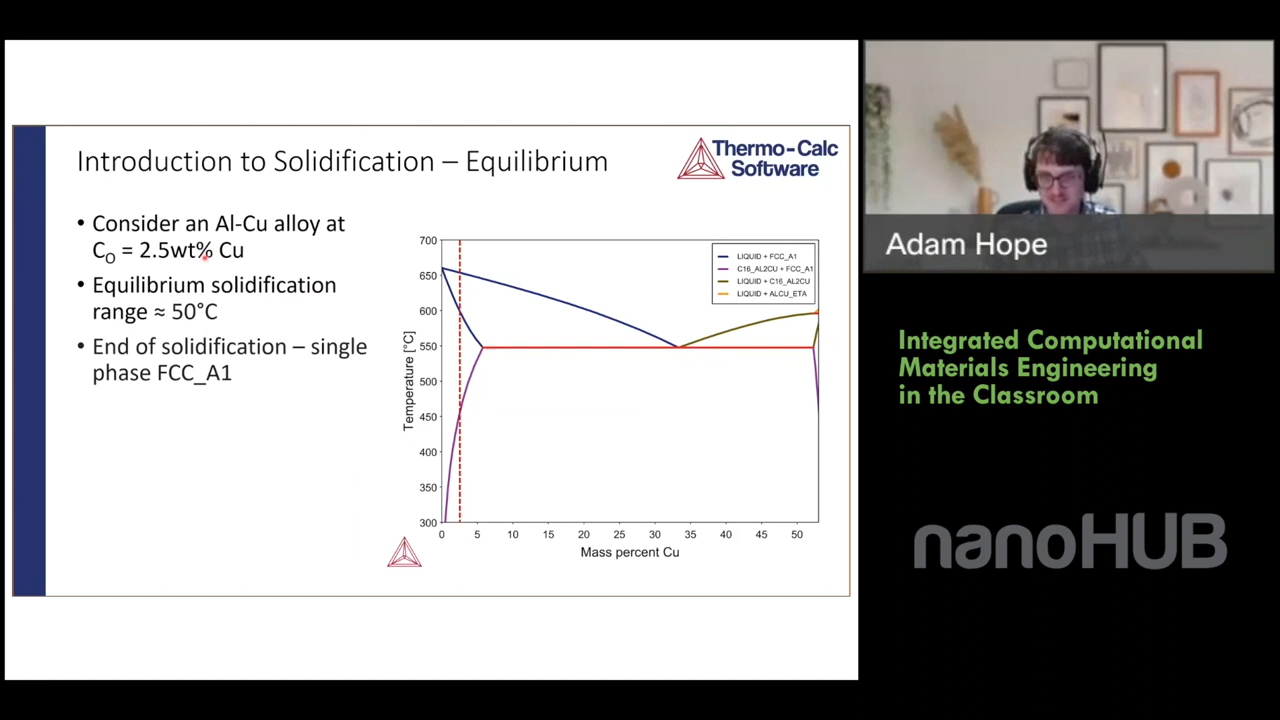 Introduction to Solidification – Equilibrium
Thermo-Calc
Software
• Consider an Al-Cu alloy at
C₀ = 2.5wt% Cu
• Equilibrium solidification
range ≈ 50°C
• End of solidification – single
phase FCC_A1
LIQUID + FCC_A1
C16_AL2CU + FCC_A1
LIQUID + C16_AL2CU
LIQUID + ALCU_ETA
700
650
600
550
500
450
400
350
300
Temperature [°C]
0 5 10 15 20 25 30 35 40 45 50
Mass percent Cu
Adam Hope
Integrated Computational
Materials Engineering
in the Classroom
nanoHUB